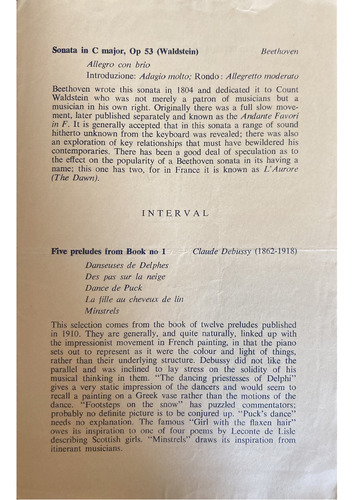 Sonata in C major, Op 53 (Waldstein) Beethoven
Allegro con brio
Introduzione: Adagio molto; Rondo: Allegretto moderato
Beethoven wrote this sonata in 1804 and dedicated it to Count
Waldstein who was not merely a patron of musicians but a
musician in his own right. Originally there was a full slow move-
ment, later published separately and known as the Andante Favori
in F. It is generally accepted that in this sonata a range of sound
hitherto unknown from the keyboard was revealed; there was also
an exploration of key relationships that must have bewildered his
contemporaries. There has been a good deal of speculation as to
the effect on the popularity of a Beethoven sonata in its having a
name; this one has two, for in France it is known as L'Aurore
(The Dawn).
INTERVAL
Five preludes from Book no 1 Claude Debussy (1862-1918)
Danseuses de Delphes
Des pas sur la neige
Dance de Puck
La fille au cheveux de lin
Minstrels
This selection comes from the book of twelve preludes published
in 1910. They are generally, and quite naturally, linked up with
the impressionist movement in French painting, in that the piano
sets out to represent as it were the colour and light of things,
rather than their underlying structure. Debussy did not like the
parallel and was inclined to lay stress on the solidity of his
musical thinking in them. "The dancing priestesses of Delphi"
gives a very static impression of the dancers and would seem to
recall a painting on a Greek vase rather than the motions of the
dance. "Footsteps on the snow" has puzzled commentators;
probably no definite picture is to be conjured up. "Puck's dance"
needs no explanation. The famous "Girl with the flaxen hair"
owes its inspiration to one of four poems by Leconte de Lisle
describing Scottish girls. "Minstrels" draws its inspiration from
itinerant musicians.